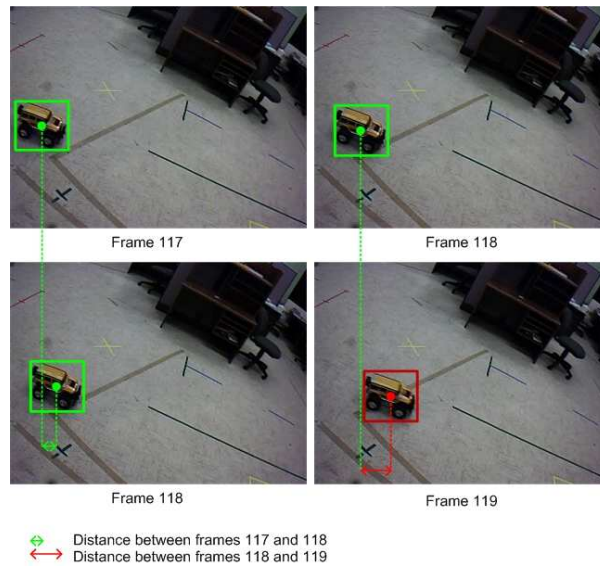 Frame 117
Frame 118
Frame 118
Frame 119
Distance between frames 117 and 118
Distance between frames 118 and 119